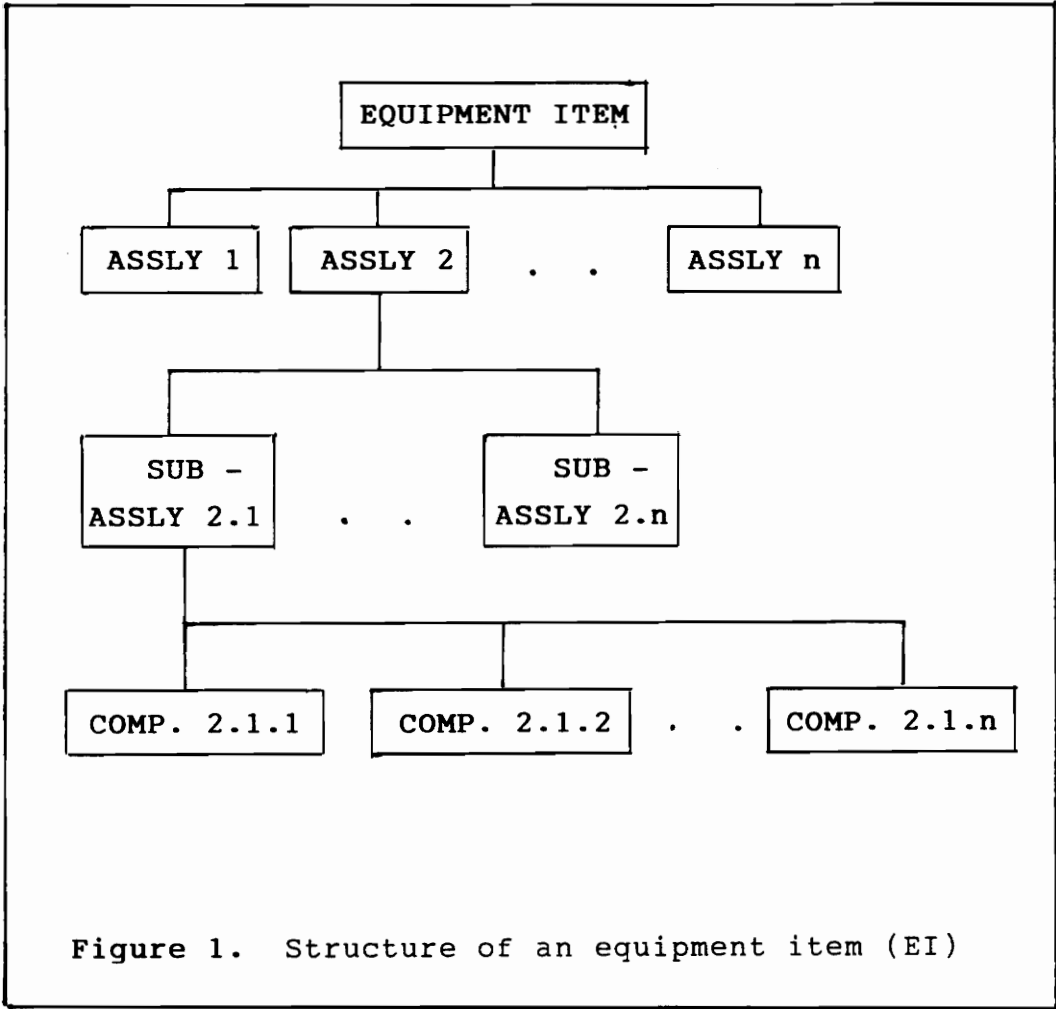 EQUIPMENT ITEM
ASSLY 1
ASSLY 2
. .
ASSLY n
SUB -
ASSLY 2.1
. .
SUB -
ASSLY 2.n
COMP. 2.1.1
COMP. 2.1.2
. .
COMP. 2.1.n
Figure 1. Structure of an equipment item (EI)